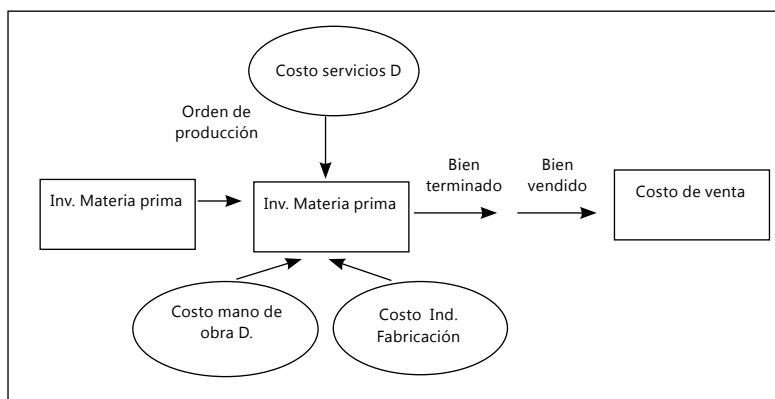 Costo servicios D
Orden de
producción
Bien
terminado
Bien
vendido
Inv. Materia prima
Inv. Materia prima
Costo de venta
Costo mano de
obra D.
Costo Ind.
Fabricación